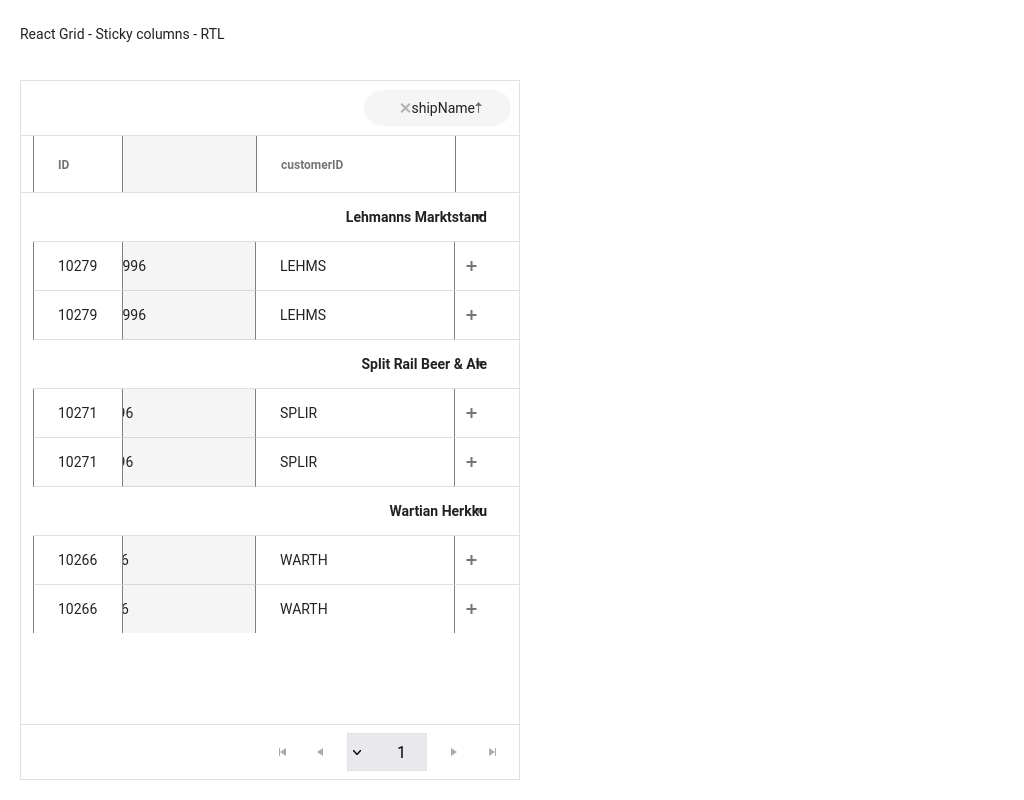 React Grid - Sticky columns - RTL
shipName
ID customerID
Lehmanns Marktstand
10279 996 LEHMS
10279 996 LEHMS
Split Rail Beer & Ale
10271 96 SPLIR
10271 96 SPLIR
Wartian Herkku
10266 6 WARTH
10266 6 WARTH
1